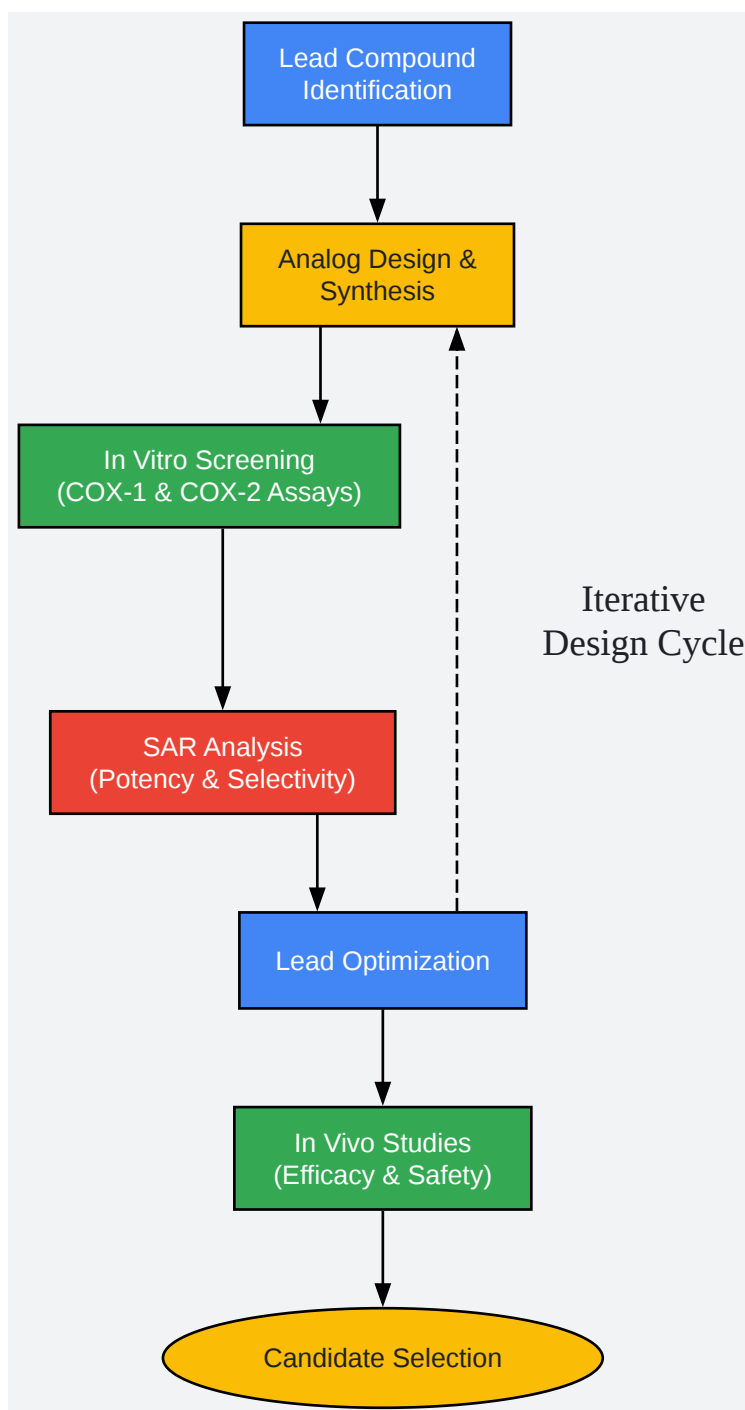 Lead Compound
Identification
Analog Design &
Synthesis
In Vitro Screening
(COX-1 & COX-2 Assays)
Iterative
Design Cycle
SAR Analysis
(Potency & Selectivity)
Lead Optimization
In Vivo Studies
(Efficacy & Safety)
Candidate Selection